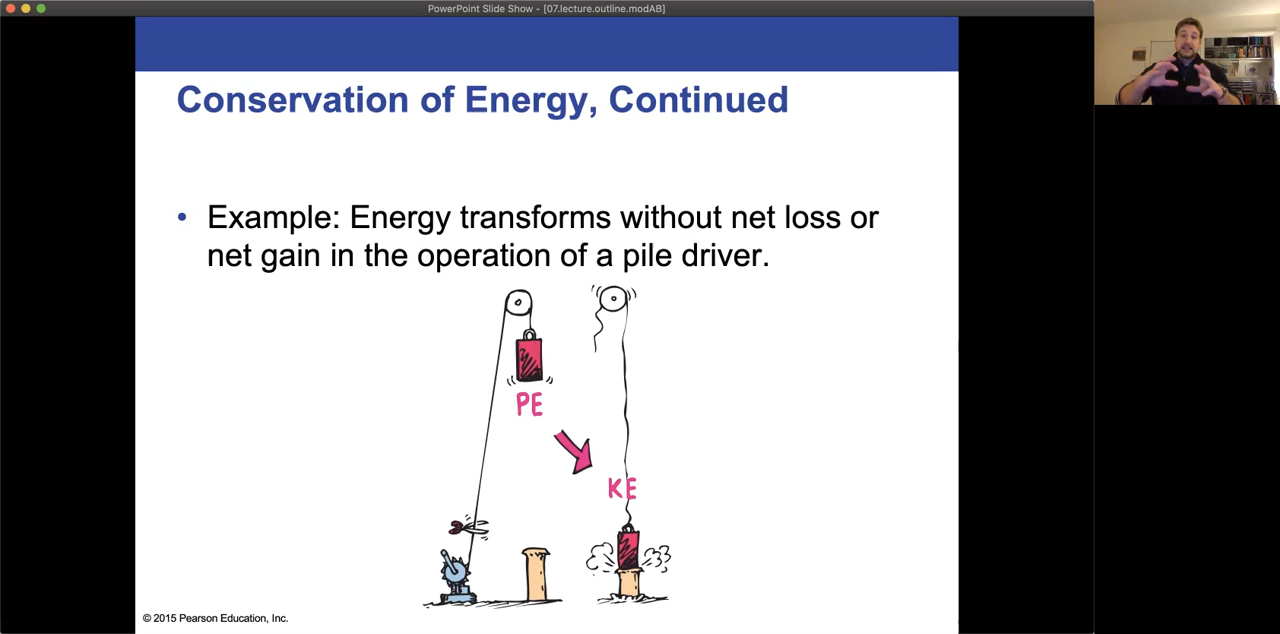 PowerPoint Slide Show - [07.lecture.outline.modAB]
Conservation of Energy, Continued
• Example: Energy transforms without net loss or
net gain in the operation of a pile driver.
PE
KE
© 2015 Pearson Education, Inc.